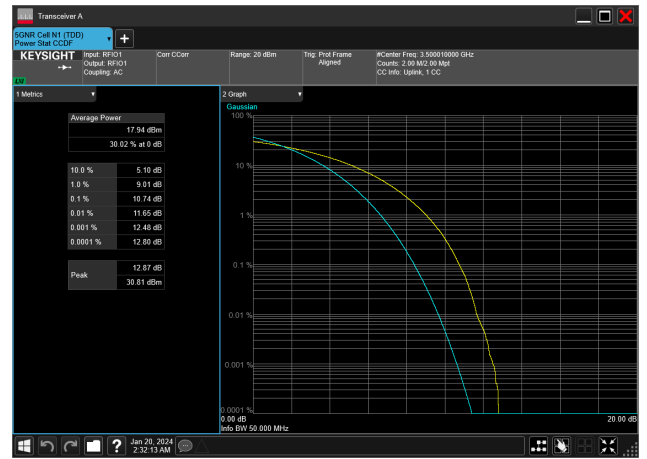 Transceiver A
5GNR Cell N1 (TDD)
Power Stat CCDF
KEYSIGHT
Input: RFIO1
Output: RFIO1
Coupling: AC
Corr CCorr
Range: 20 dBm
Trig: Prot Frame
Aligned
#Center Freq: 3.500010000 GHz
Counts: 2.00 M/2.00 Mpt
CC Info: Uplink, 1 CC
1 Metrics
Average Power
17.94 dBm
30.02 % at 0 dB
10.0 % 5.10 dB
1.0 % 9.01 dB
0.1 % 10.74 dB
0.01 % 11.65 dB
0.001 % 12.48 dB
0.0001 % 12.80 dB
Peak
12.87 dB
30.81 dBm
2 Graph
Gaussian
100 %
10 %
1 %
0.1 %
0.01 %
0.001 %
0.0001 %
0.00 dB
20.00 dB
Info BW 50.000 MHz
Jan 20, 2024
2:32:13 AM